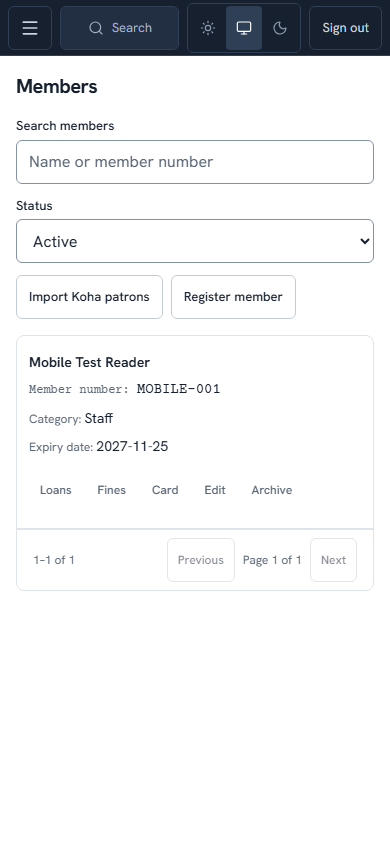 Search
Sign out
Members
Search members
Name or member number
Status
Active
Import Koha patrons
Register member
Mobile Test Reader
Member number: MOBILE-001
Category: Staff
Expiry date: 2027-11-25
Loans Fines Card Edit Archive
1–1 of 1
Previous
Page 1 of 1
Next